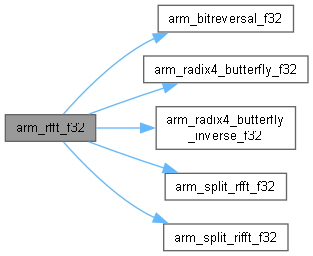 arm_bitreversal_f32
arm_radix4_butterfly_f32
arm_rfft_f32
arm_radix4_butterfly
_inverse_f32
arm_split_rfft_f32
arm_split_rifft_f32